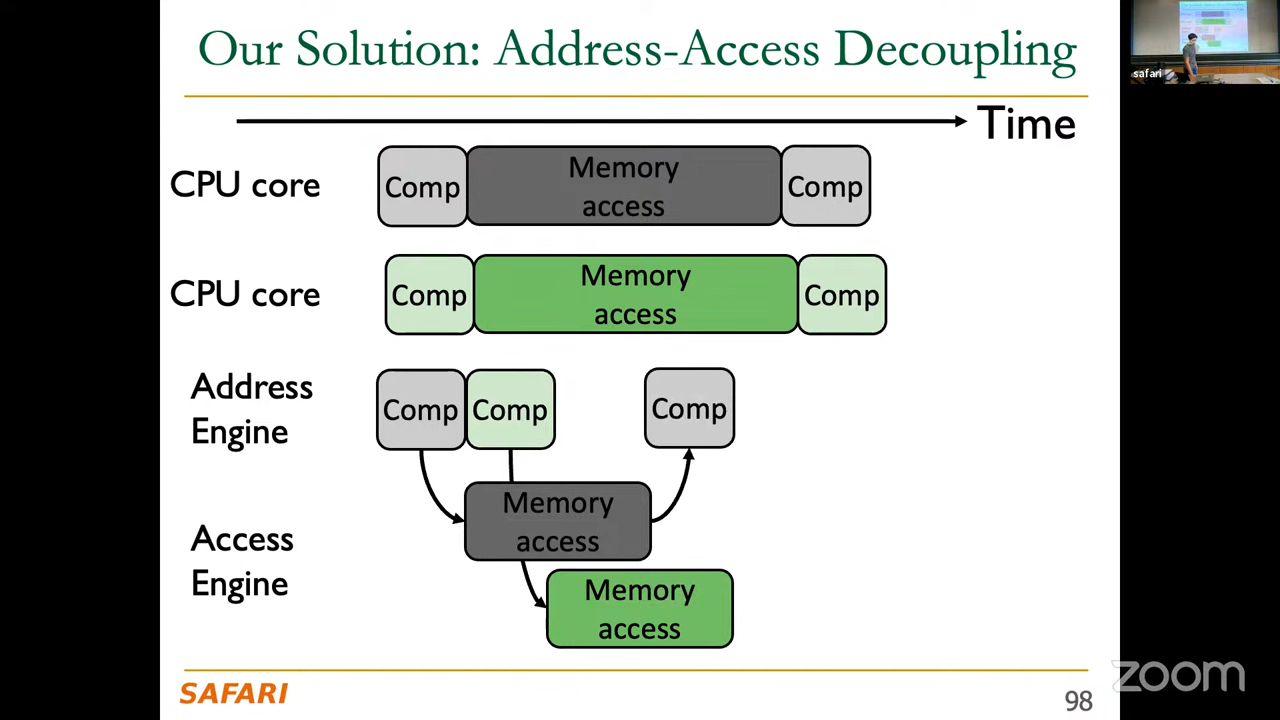 Our Solution: Address-Access Decoupling
Time
CPU core
Comp
Memory
access
Comp
CPU core
Comp
Memory
access
Comp
Address
Engine
Comp
Comp
Comp
Access
Engine
Memory
access
Memory
access
SAFARI
98
safari
zoom